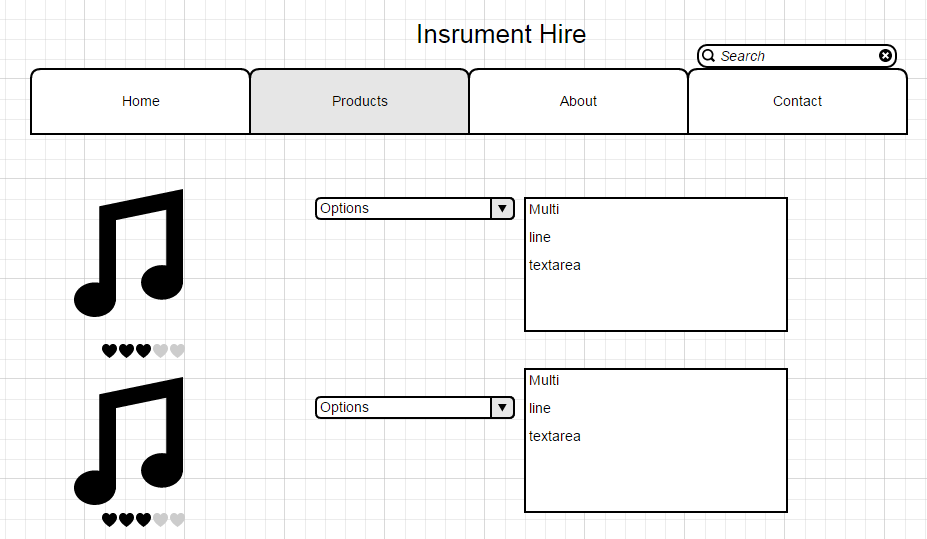 Insrument Hire
Search
Home
Products
About
Contact
Options
Multi
line
textarea
Options
Multi
line
textarea